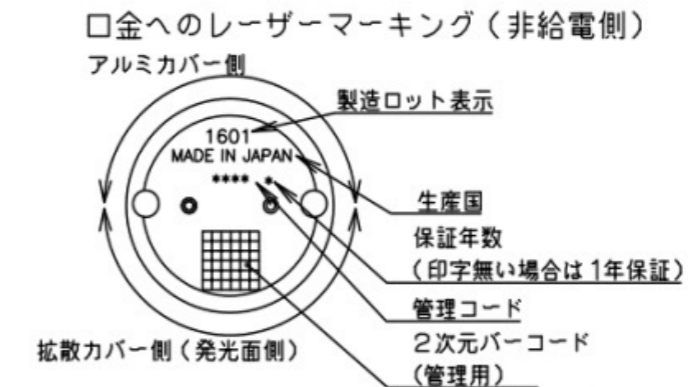 口金へのレーザーマーキング（非給電側）
アルミカバー側
製造ロット表示
1601
MADE IN JAPAN
**** *
生産国
保証年数
（印字無い場合は1年保証）
管理コード
2次元バーコード
（管理用）
拡散カバー側（発光面側）